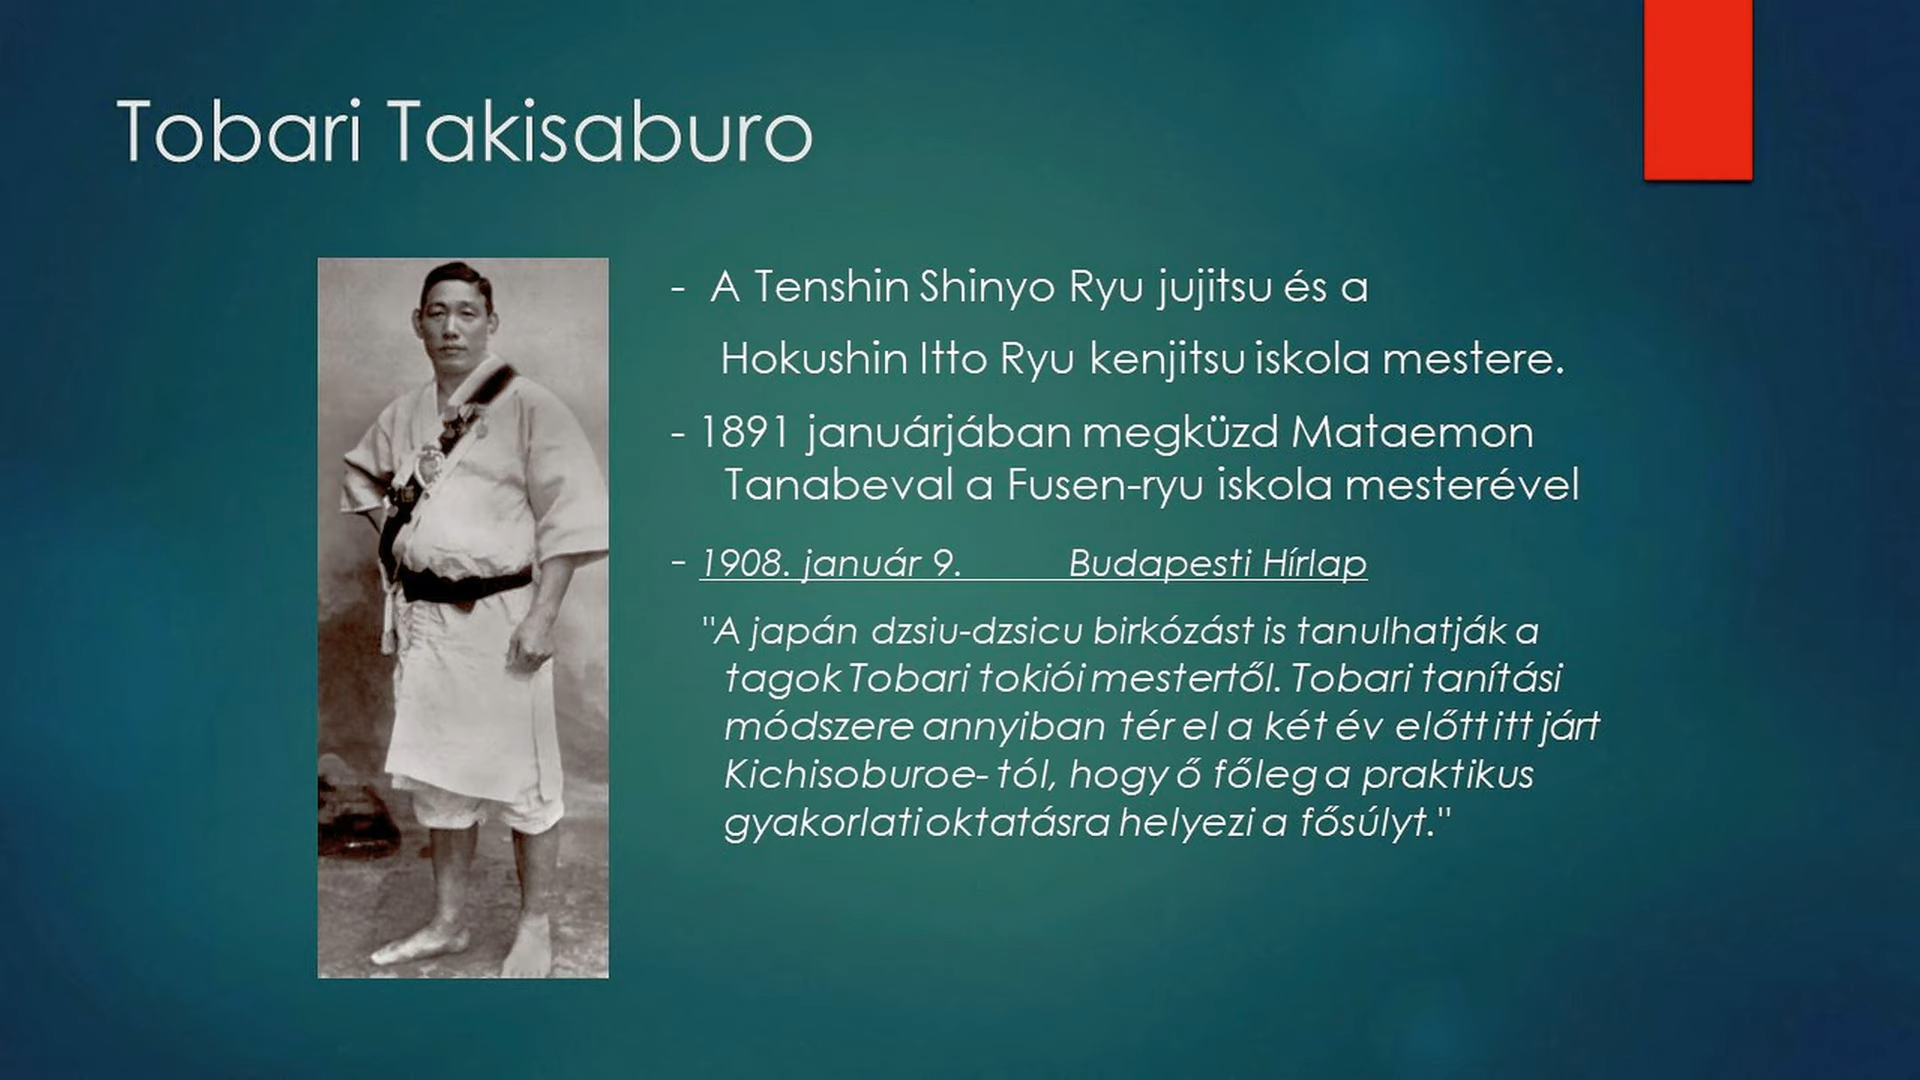 Tobari Takisaburo
- A Tenshin Shinyo Ryu jujitsu és a
Hokushin Itto Ryu kenjitsu iskola mestere.
- 1891 januárjában megküzd Mataemon
Tanabeval a Fusen-ryu iskola mesterével
- 1908. január 9. Budapesti Hírlap
"A japán dzsiu-dzsicu birkózást is tanulhatják a
tagok Tobari tokiói mestertől. Tobari tanítási
módszere annyiban tér el a két év előtt itt járt
Kichisoburoe- tól, hogy ő főleg a praktikus
gyakorlati oktatásra helyezi a fősúlyt."